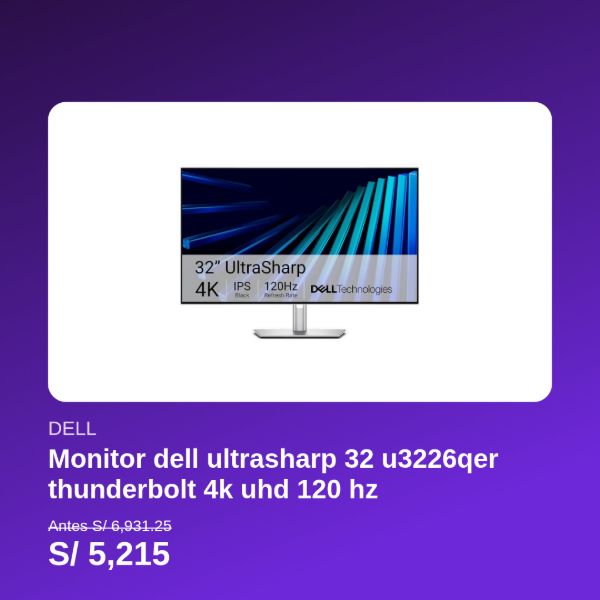 32” UltraSharp
4K IPS Black 120Hz Refresh Rate DELLTechnologies
DELL
Monitor dell ultrasharp 32 u3226qer
thunderbolt 4k uhd 120 hz
Antes S/ 6,931.25
S/ 5,215